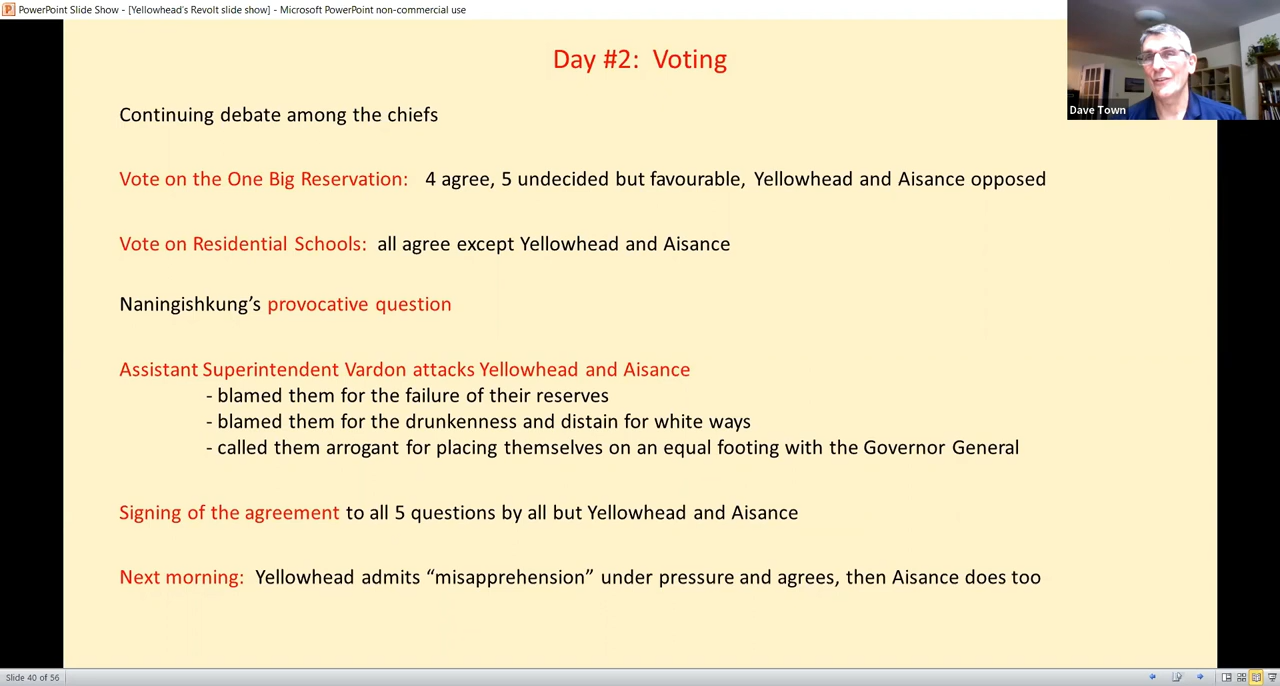 PowerPoint Slide Show - [Yellowhead's Revolt slide show] - Microsoft PowerPoint non-commercial use
Dave Town
Day #2: Voting
Continuing debate among the chiefs
Vote on the One Big Reservation: 4 agree, 5 undecided but favourable, Yellowhead and Aisance opposed
Vote on Residential Schools: all agree except Yellowhead and Aisance
Naningishkung’s provocative question
Assistant Superintendent Vardon attacks Yellowhead and Aisance
- blamed them for the failure of their reserves
- blamed them for the drunkenness and distain for white ways
- called them arrogant for placing themselves on an equal footing with the Governor General
Signing of the agreement to all 5 questions by all but Yellowhead and Aisance
Next morning: Yellowhead admits “misapprehension” under pressure and agrees, then Aisance does too
Slide 40 of 56